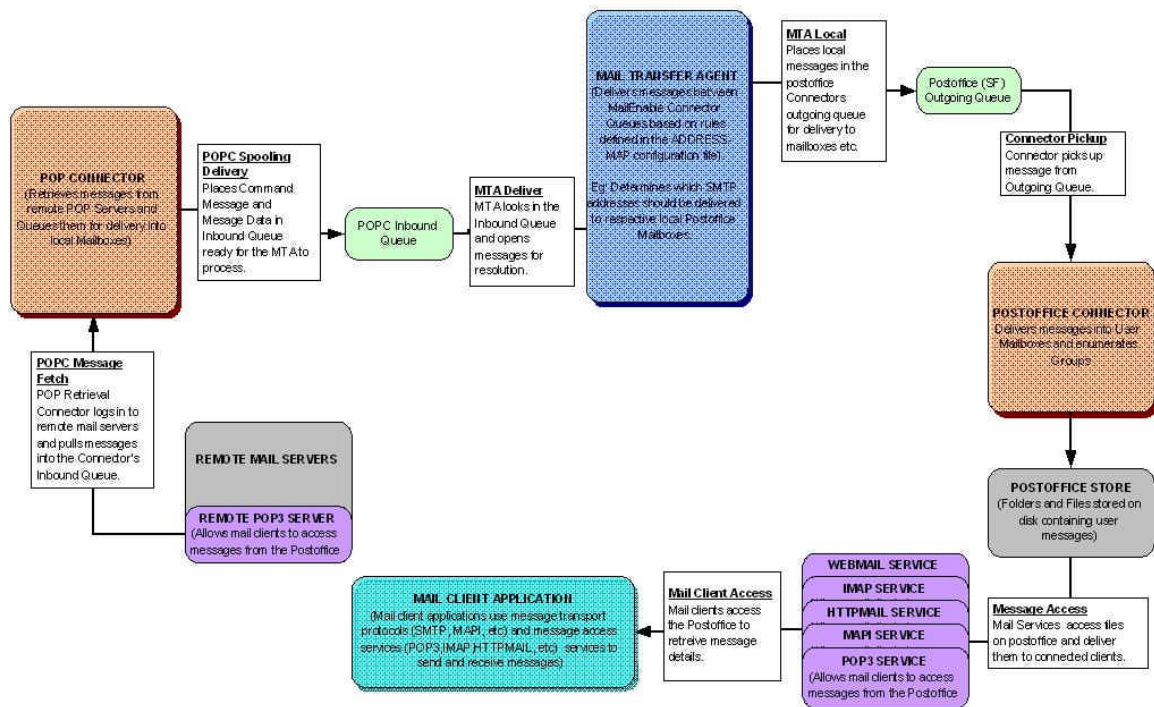 POP CONNECTOR
(Retrieves messages from
remote POP Servers and
Queues them for delivery into
local Mailboxes)
POPC Spooling
Delivery
Places Command
Message and
Message Data in
Inbound Queue
ready for the MTA to
process.
POPC Inbound
Queue
MTA Deliver
MTA looks in the
Inbound Queue
and opens
messages for
resolution.
MAIL TRANSFER AGENT
(Delivers messages between
MailEnable Connector
Queues based on rules
defined in the ADDRESS-
MAP configuration file).
Eg: Determines which SMTP
addresses should be delivered
to respective local Postoffice
Mailboxes.
MTA Local
Places local
messages in the
postoffice
Connectors
outgoing queue
for delivery to
mailboxes etc.
Postoffice (SF)
Outgoing Queue
Connector Pickup
Connector picks up
message from
Outgoing Queue.
POSTOFFICE CONNECTOR
Delivers messages into User
Mailboxes and enumerates
Groups
POSTOFFICE STORE
(Folders and Files stored on
disk containing user
messages)
Message Access
Mail Services access files
on postoffice and deliver
them to connected clients.
WEBMAIL SERVICE
IMAP SERVICE
HTTPMAIL SERVICE
MAPI SERVICE
POP3 SERVICE
(Allows mail clients to access
messages from the Postoffice
Mail Client Access
Mail clients access
the Postoffice to
retreive message
details.
MAIL CLIENT APPLICATION
(Mail client applications use message transport
protocols (SMTP, MAPI, etc) and message access
services (POP3,IMAP,HTTPMAIL, etc) services to
send and receive messages)
POPC Message
Fetch
POP Retrieval
Connector logs in to
remote mail servers
and pulls messages
into the Connector's
Inbound Queue.
REMOTE MAIL SERVERS
REMOTE POP3 SERVER
(Allows mail clients to access
messages from the Postoffice